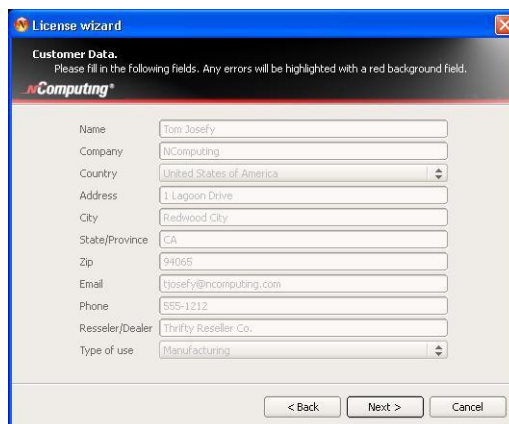 License wizard
Customer Data.
Please fill in the following fields. Any errors will be highlighted with a red background field.
NComputing®
Name Tom Josefy
Company NComputing
Country United States of America
Address 1 Lagoon Drive
City Redwood City
State/Province CA
Zip 94065
Email tjosefy@ncomputing.com
Phone 555-1212
Resseler/Dealer Thrifty Reseller Co.
Type of use Manufacturing
< Back Next > Cancel